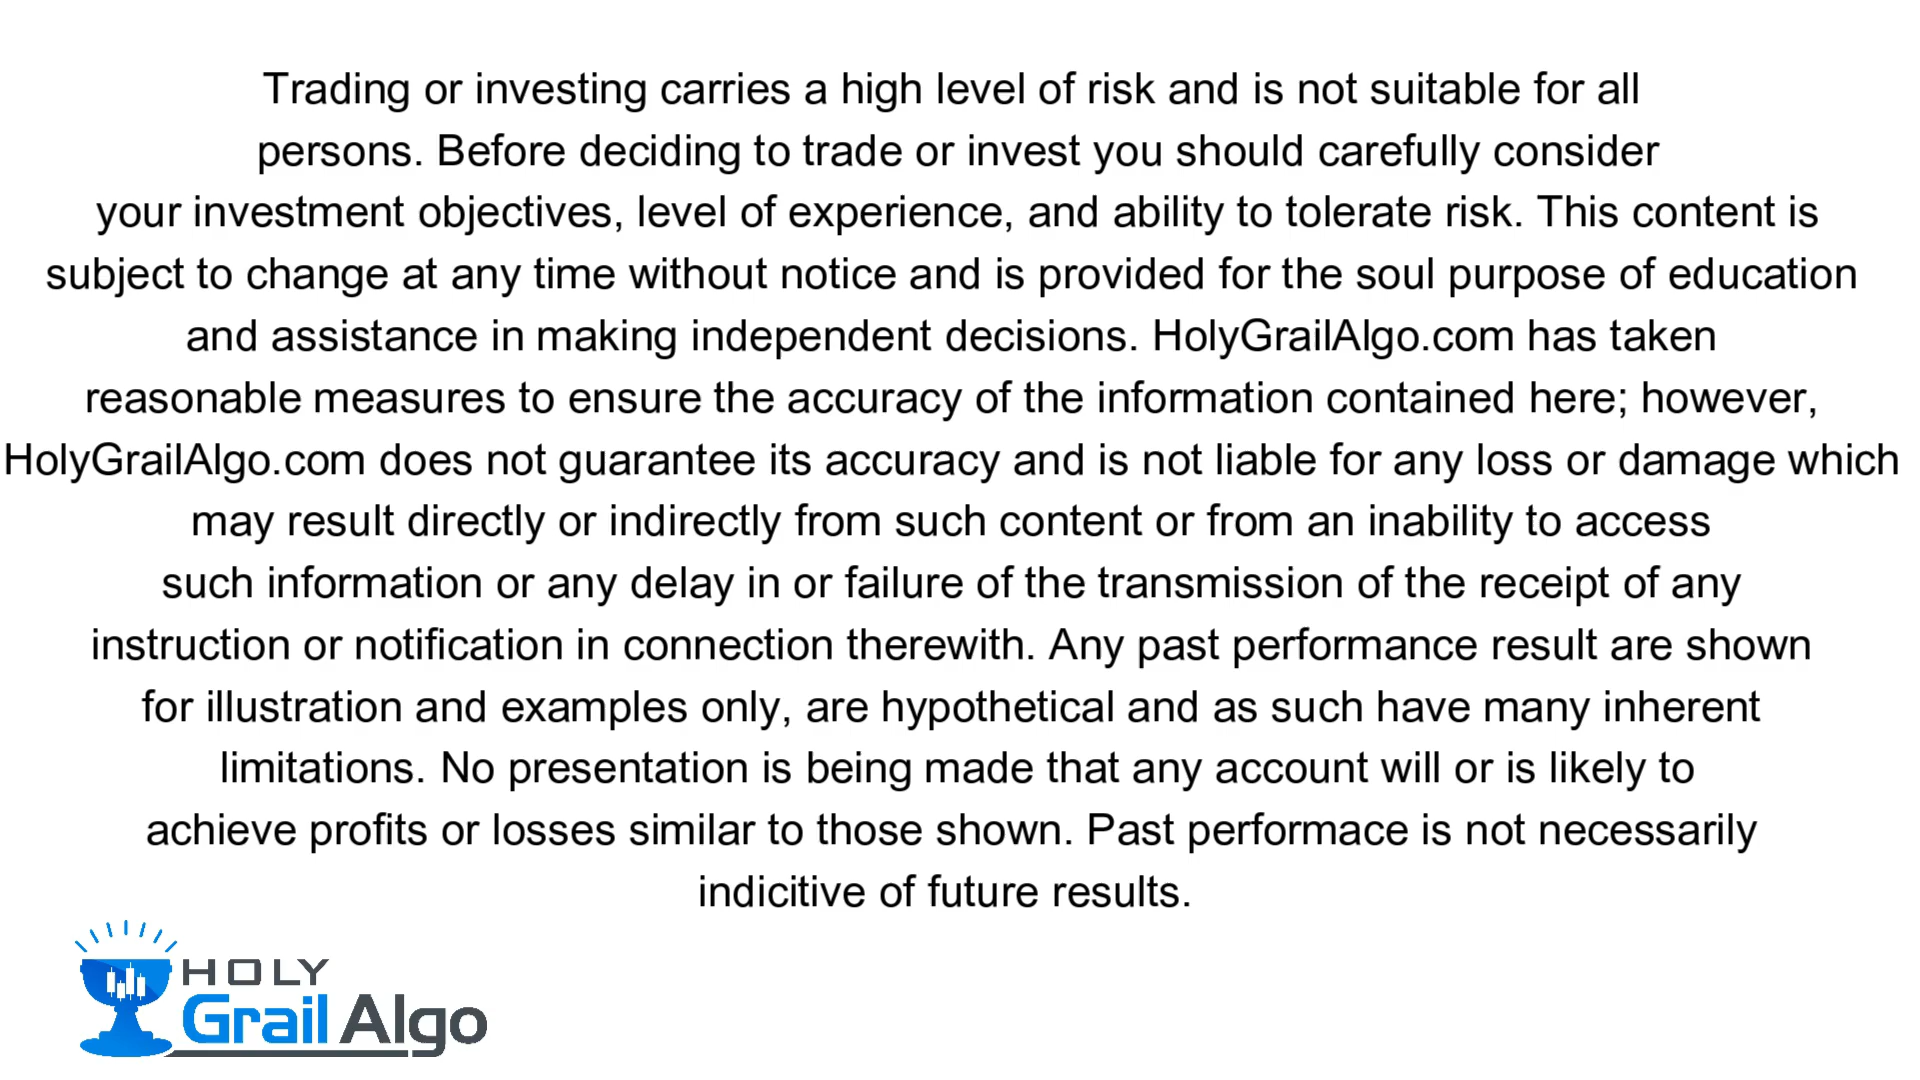 Trading or investing carries a high level of risk and is not suitable for all
persons. Before deciding to trade or invest you should carefully consider
your investment objectives, level of experience, and ability to tolerate risk. This content is
subject to change at any time without notice and is provided for the soul purpose of education
and assistance in making independent decisions. HolyGrailAlgo.com has taken
reasonable measures to ensure the accuracy of the information contained here; however,
HolyGrailAlgo.com does not guarantee its accuracy and is not liable for any loss or damage which
may result directly or indirectly from such content or from an inability to access
such information or any delay in or failure of the transmission of the receipt of any
instruction or notification in connection therewith. Any past performance result are shown
for illustration and examples only, are hypothetical and as such have many inherent
limitations. No presentation is being made that any account will or is likely to
achieve profits or losses similar to those shown. Past performace is not necessarily
indicitive of future results.
HOLY
Grail Algo